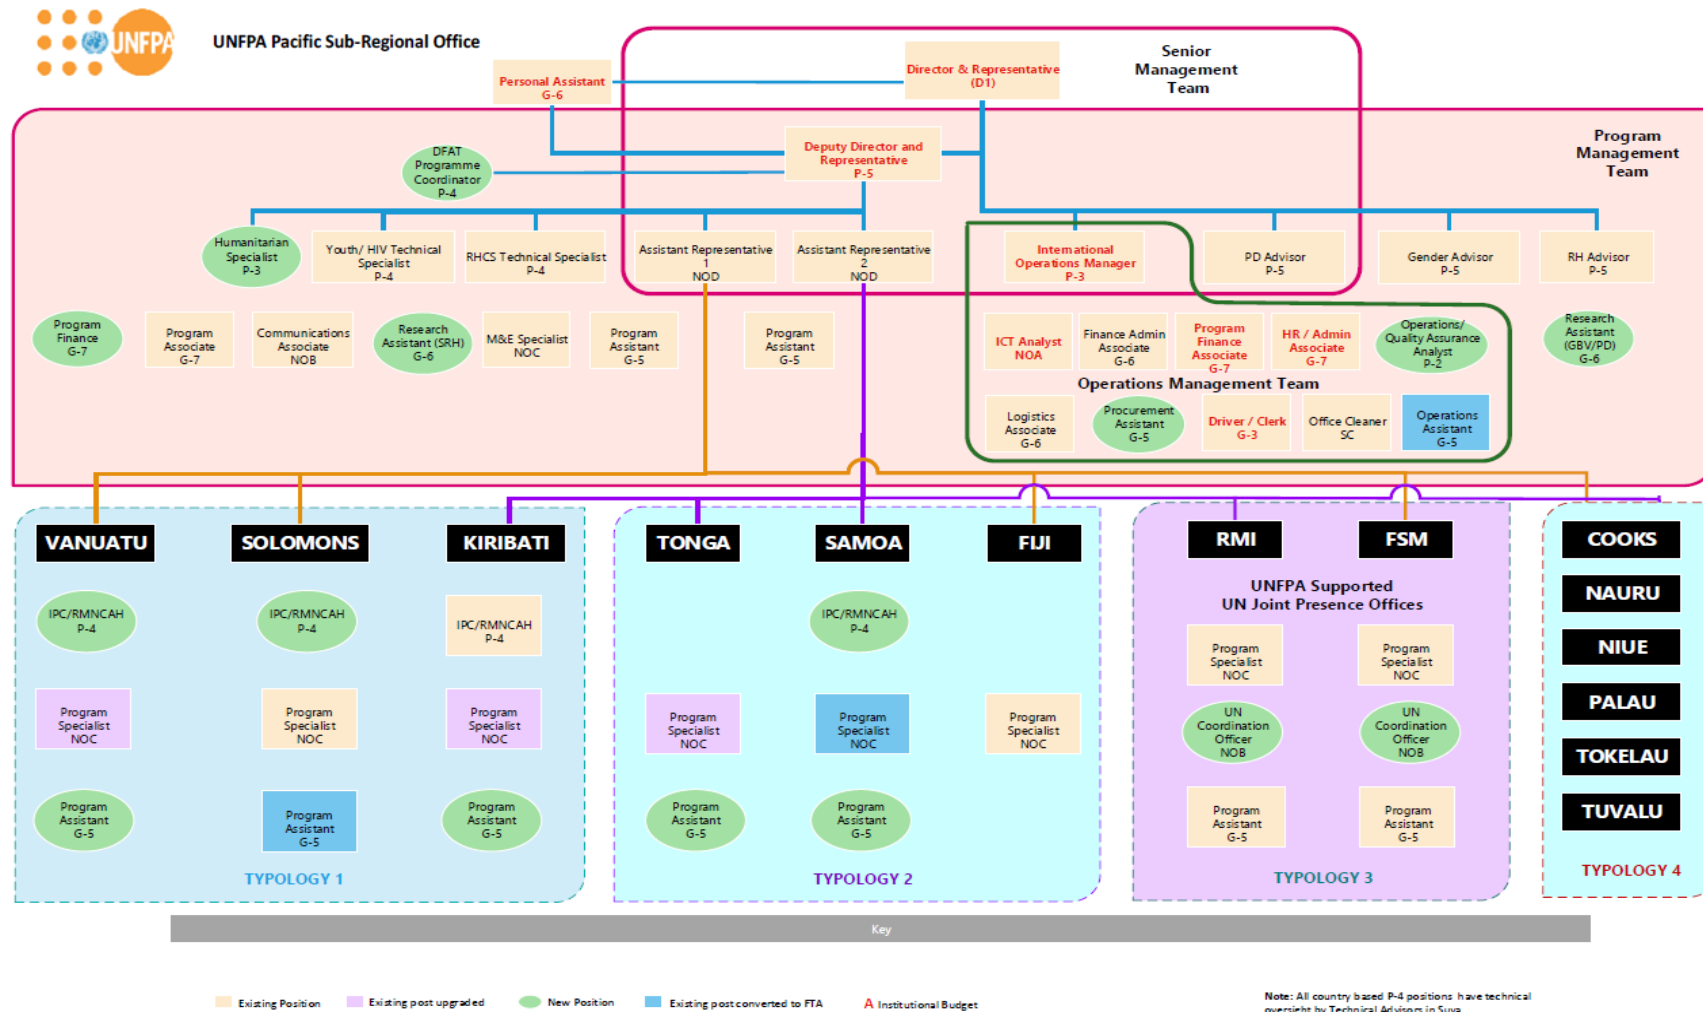 UNFPA
UNFPA Pacific Sub-Regional Office
Personal Assistant
G-6
Director & Representative
(D1)
Senior
Management
Team
Program
Management
Team
Deputy Director and
Representative
P-5
DFAT
Programme
Coordinator
P-4
Humanitarian
Specialist
P-3
Youth/ HIV Technical
Specialist
P-4
RHCS Technical Specialist
P-4
Assistant Representative
1
NOD
Assistant Representative
2
NOD
International
Operations Manager
P-3
PD Advisor
P-5
Gender Advisor
P-5
RH Advisor
P-5
Program
Finance
G-7
Program
Associate
G-7
Communications
Associate
NOB
Research
Assistant (SRH)
G-6
M&E Specialist
NOC
Program
Assistant
G-5
Program
Assistant
G-5
ICT Analyst
NOA
Finance Admin
Associate
G-6
Program
Finance
Associate
G-7
HR / Admin
Associate
G-7
Operations/
Quality Assurance
Analyst
P-2
Research
Assistant
(GBV/PD)
G-6
Operations Management Team
Logistics
Associate
G-6
Procurement
Assistant
G-5
Driver / Clerk
G-3
Office Cleaner
SC
Operations
Assistant
G-5
VANUATU
SOLOMONS
KIRIBATI
TONGA
SAMOA
FIJI
RMI
FSM
COOKS
NAURU
NIUE
PALAU
TOKELAU
TUVALU
UNFPA Supported
UN Joint Presence Offices
IPC/RMNCAH
P-4
IPC/RMNCAH
P-4
IPC/RMNCAH
P-4
IPC/RMNCAH
P-4
Program
Specialist
NOC
Program
Specialist
NOC
Program
Specialist
NOC
Program
Specialist
NOC
Program
Specialist
NOC
Program
Specialist
NOC
Program
Specialist
NOC
Program
Specialist
NOC
UN
Coordination
Officer
NOB
UN
Coordination
Officer
NOB
Program
Assistant
G-5
Program
Assistant
G-5
Program
Assistant
G-5
Program
Assistant
G-5
Program
Assistant
G-5
Program
Assistant
G-5
Program
Assistant
G-5
TYPOLOGY 1
TYPOLOGY 2
TYPOLOGY 3
TYPOLOGY 4
Key
Existing Position
Existing post upgraded
New Position
Existing post converted to FTA
A Institutional Budget
Note: All country based P-4 positions have technical
oversight by Technical Advisors in Suva